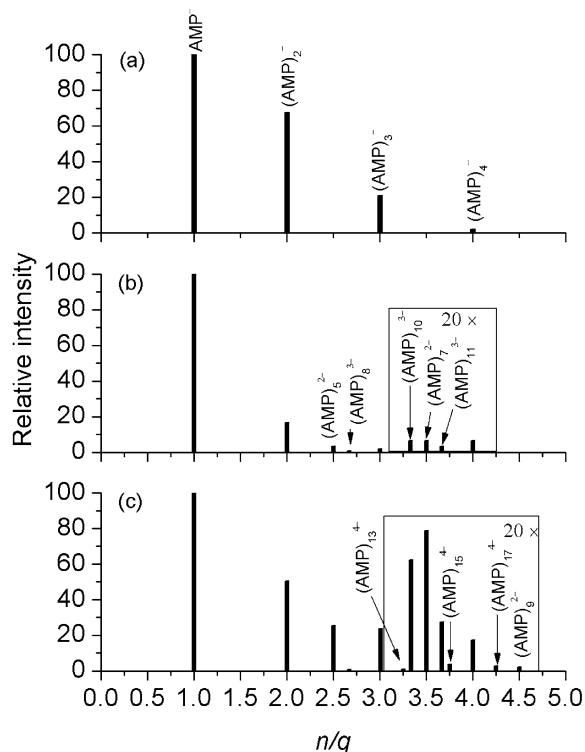 (a)
AMP⁻
(AMP)₂⁻
(AMP)₃⁻
(AMP)₄⁻
100
80
60
40
20
0
(b)
(AMP)₅²⁻
(AMP)₈³⁻
(AMP)₁₀³⁻
(AMP)₇²⁻
(AMP)₁₁³⁻
20 ×
100
80
60
40
20
0
(c)
(AMP)₁₃⁴⁻
(AMP)₁₅⁴⁻
(AMP)₁₇⁴⁻
(AMP)₉²⁻
20 ×
100
80
60
40
20
0
Relative intensity
0.0 0.5 1.0 1.5 2.0 2.5 3.0 3.5 4.0 4.5 5.0
n/q